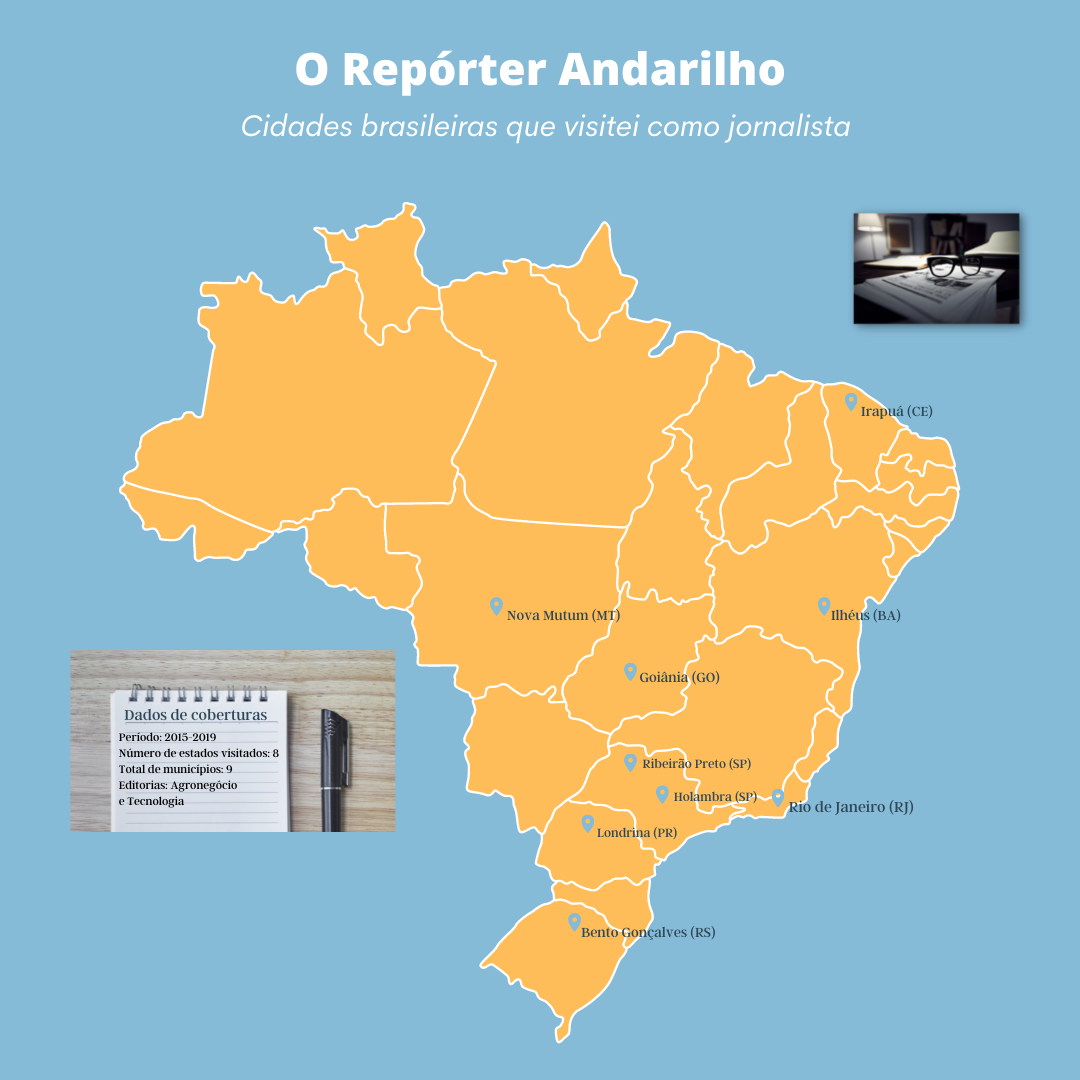 O Repórter Andarilho
Cidades brasileiras que visitei como jornalista
Irapuá (CE)
Nova Mutum (MT)
Ilhéus (BA)
Goiânia (GO)
Dados de coberturas
Período: 2015-2019
Número de estados visitados: 8
Total de municípios: 9
Editorias: Agronegócio
e Tecnologia
Ribeirão Preto (SP)
Holambra (SP)
Rio de Janeiro (RJ)
Londrina (PR)
Bento Gonçalves (RS)